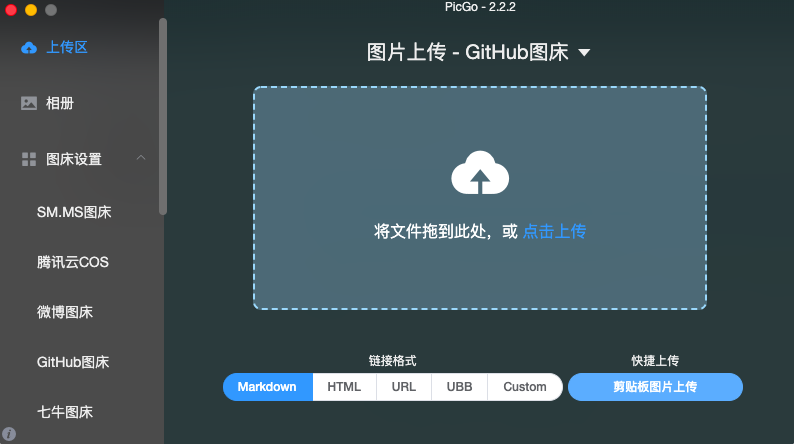 PicGo - 2.2.2
上传区
相册
图床设置
SM.MS图床
腾讯云COS
微博图床
GitHub图床
七牛图床
图片上传 - GitHub图床
将文件拖到此处，或 点击上传
链接格式
Markdown HTML URL UBB Custom
快捷上传
剪贴板图片上传